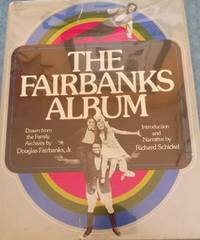 THE
FAIRBANKS
ALBUM
Drawn from
the Family
Archives by
Douglas Fairbanks, Jr.
Introduction
and
Narrative by
Richard Schickel